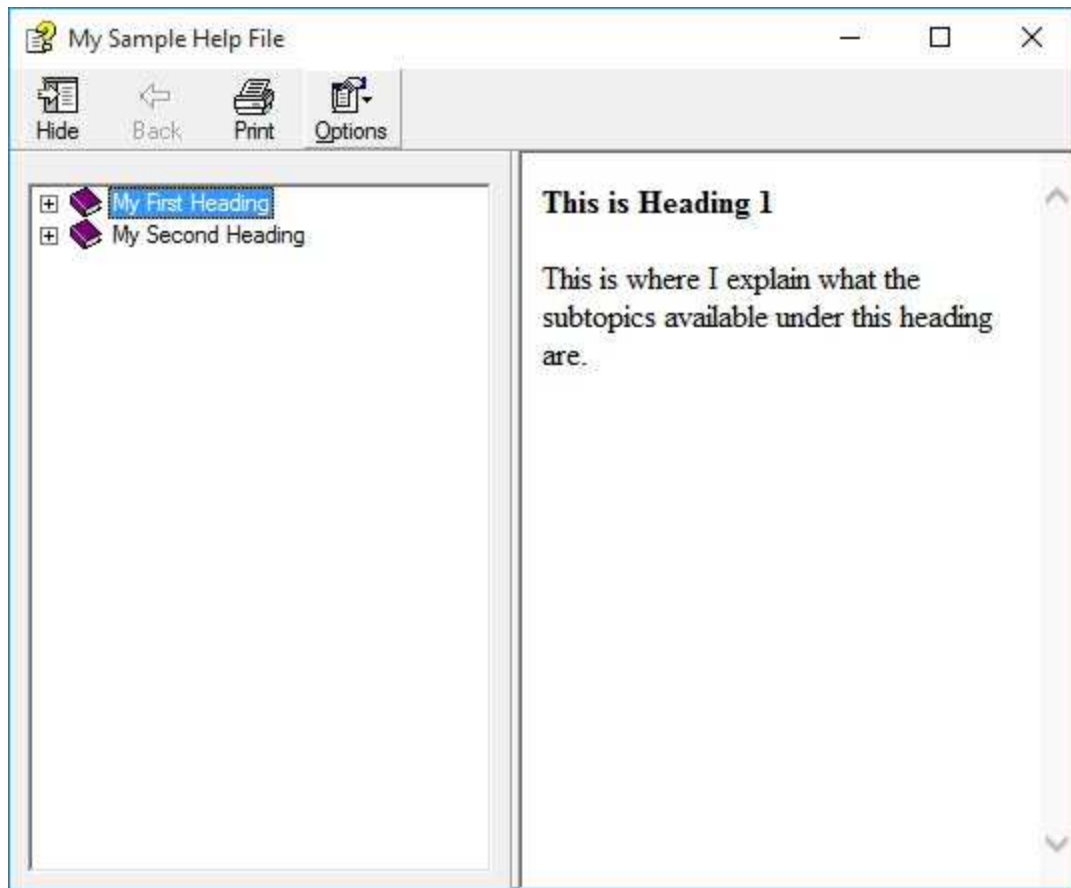 My Sample Help File
Hide Back Print Options
My First Heading
My Second Heading
This is Heading 1
This is where I explain what the
subtopics available under this heading
are.